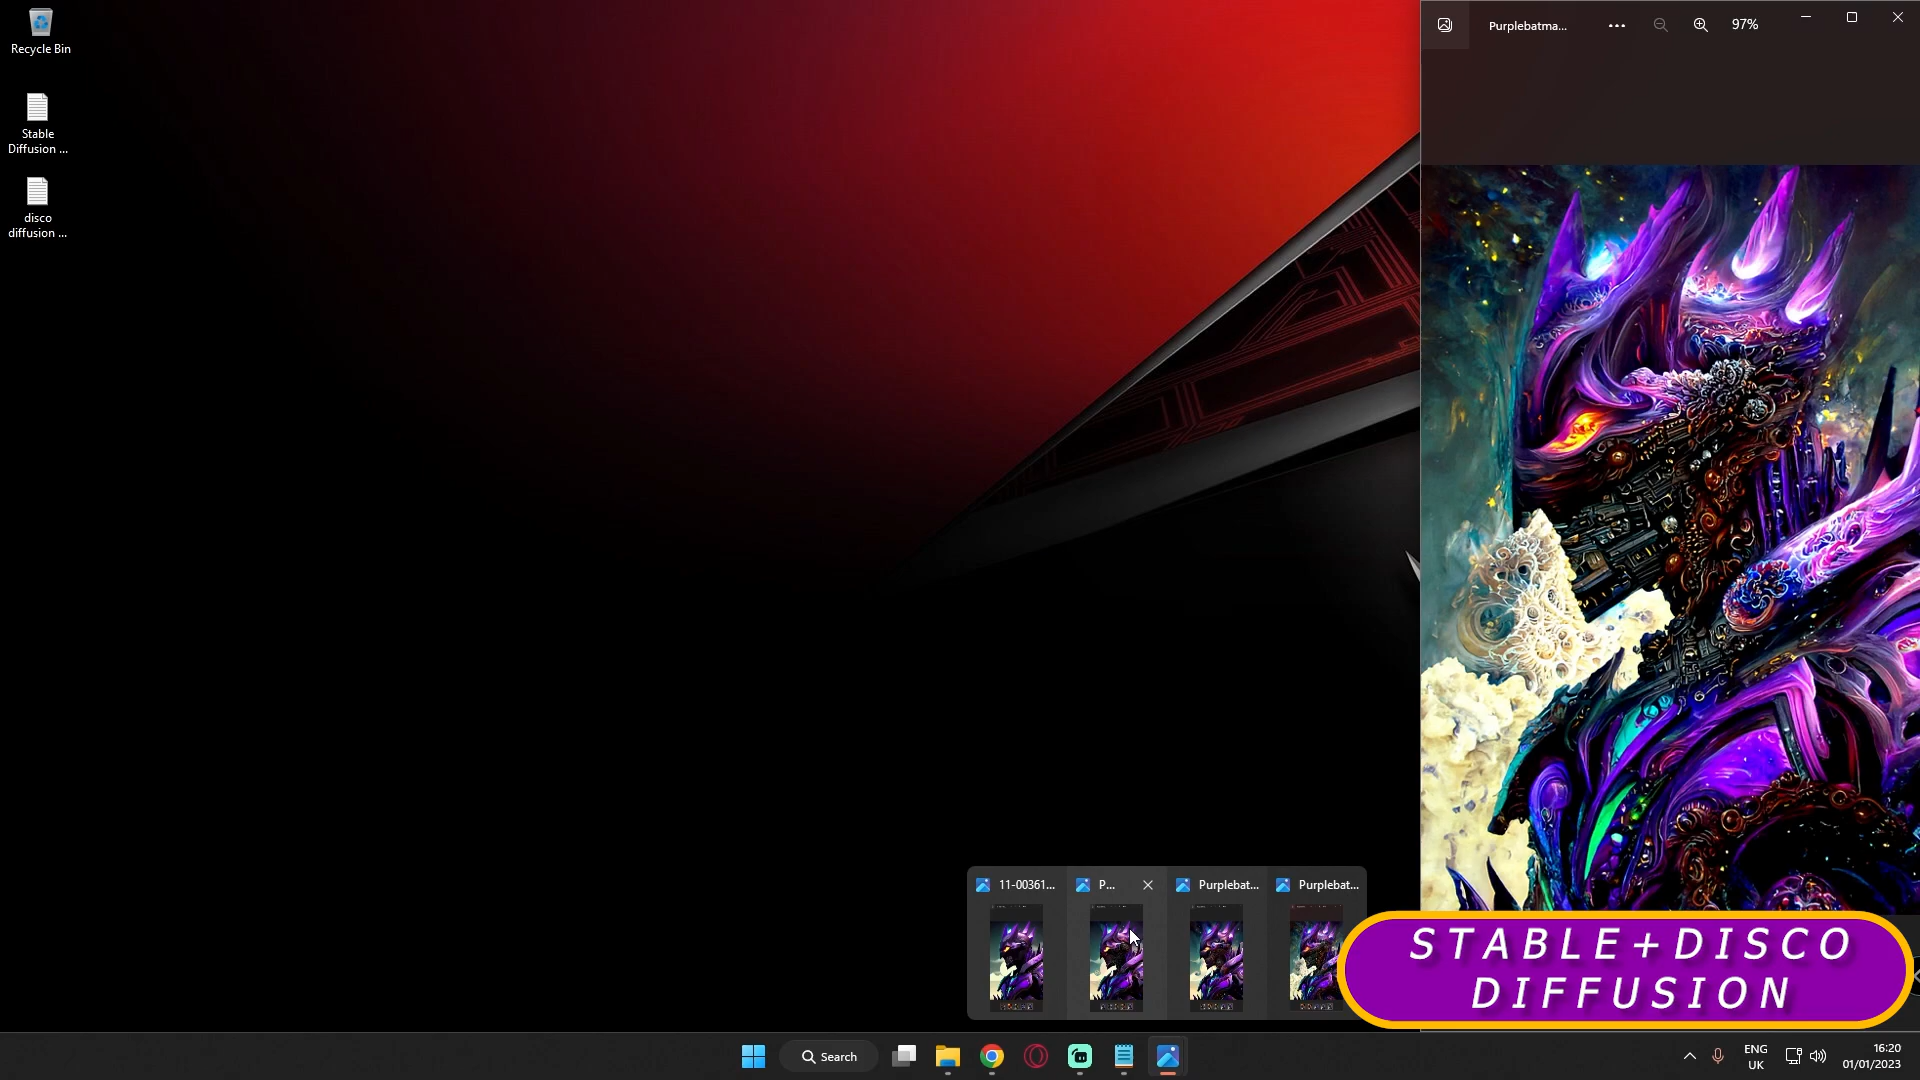 Recycle Bin
Stable
Diffusion ...
disco
diffusion ...
Purplebatma...
97%
11-00361...
P...
Purplebat...
Purplebat...
STABLE+DISCO
DIFFUSION
Search
ENG
UK
16:20
01/01/2023